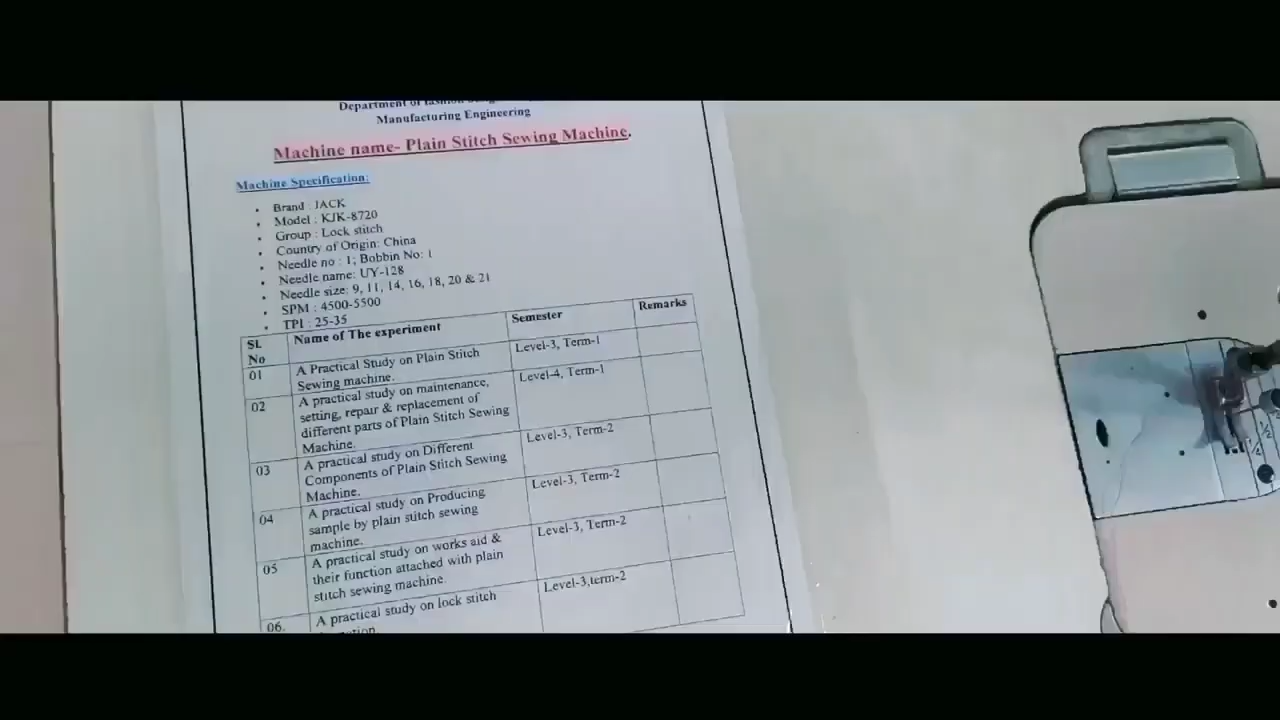 Department of
Manufacturing Engineering
Machine name- Plain Stitch Sewing Machine.
Machine Specification:
• Brand : JACK
• Model : KJK-8720
• Group : Lock stitch
• Country of Origin: China
• Needle no : 1; Bobbin No: 1
• Needle name: UY-128
• Needle size: 9, 11, 14, 16, 18, 20 & 21
• SPM : 4500-5500
• TPI : 25-35
SL No Name of The experiment Semester Remarks
01 A Practical Study on Plain Stitch Level-3, Term-1
Sewing machine.
02 A practical study on maintenance, Level-4, Term-1
setting, repair & replacement of
different parts of Plain Stitch Sewing
Machine.
03 A practical study on Different Level-3, Term-2
Components of Plain Stitch Sewing
Machine.
04 A practical study on Producing Level-3, Term-2
sample by plain stitch sewing
machine.
05 A practical study on works aid & Level-3, Term-2
their function attached with plain
stitch sewing machine.
06. A practical study on lock stitch Level-3,term-2